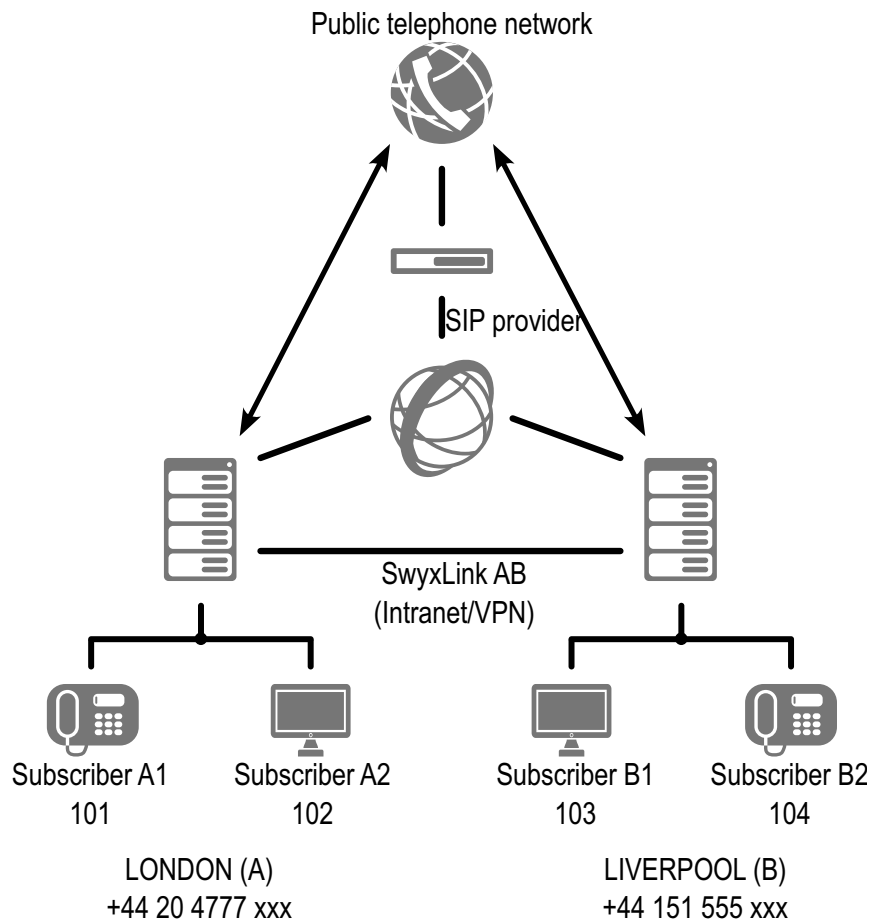 Public telephone network
SIP provider
SwyxLink AB
(Intranet/VPN)
Subscriber A1
101
Subscriber A2
102
Subscriber B1
103
Subscriber B2
104
LONDON (A)
+44 20 4777 xxx
LIVERPOOL (B)
+44 151 555 xxx